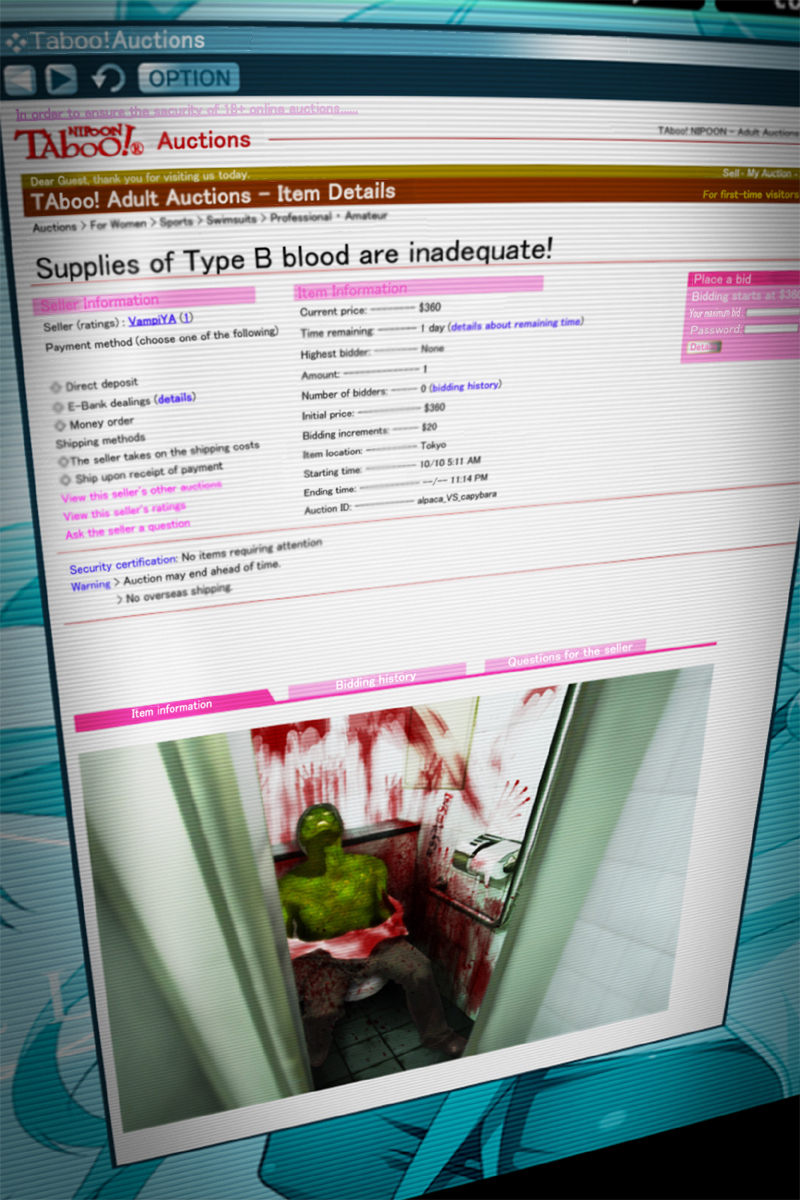 Taboo!Auctions
OPTION
In order to ensure the security of 18+ online auctions......
NIPOON
TAboO!® Auctions
TAboo! NIPOON - Adult Auctions
Dear Guest, thank you for visiting us today.
Sell - My Auction -
TAboo! Adult Auctions - Item Details
For first-time visitors
Auctions > For Women > Sports > Swimsuits > Professional・Amateur
Supplies of Type B blood are inadequate!
Seller Information
Seller (ratings) : VampiYA (1)
Payment method (choose one of the following)
Direct deposit
E-Bank dealings (details)
Money order
Shipping methods
The seller takes on the shipping costs
Ship upon receipt of payment
View this seller's other auctions
View this seller's ratings
Ask the seller a question
Item Information
Current price: --------- $360
Time remaining: -------- 1 day (details about remaining time)
Highest bidder: --------- None
Amount: --------------- 1
Number of bidders: ----- 0 (bidding history)
Initial price: ----------- $360
Bidding increments: ----- $20
Item location: --------- Tokyo
Starting time: ---------- 10/10 5:11 AM
Ending time: ------------ --/-- 11:14 PM
Auction ID: ------------ alpaca_VS_capybara
Place a bid
Bidding starts at $360
Your maximum bid :
Password:
Detail
Security certification: No items requiring attention
Warning > Auction may end ahead of time.
> No overseas shipping.
Item information
Bidding history
Questions for the seller